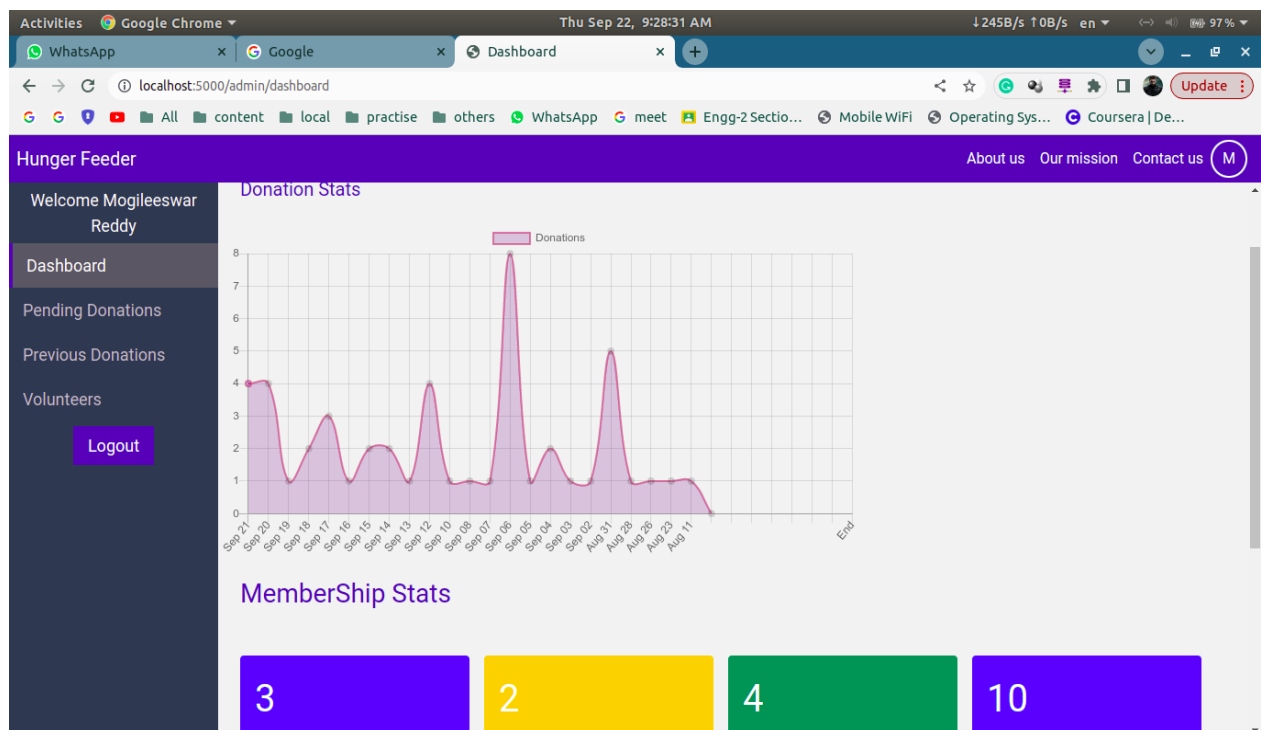 Activities Google Chrome Thu Sep 22, 9:28:31 AM ↓245B/s ↑0B/s en 97%
WhatsApp × Google × Dashboard × +
localhost:5000/admin/dashboard Update
All content local practise others WhatsApp meet Engg-2 Sectio... Mobile WiFi Operating Sys... Coursera | De...
Hunger Feeder About us Our mission Contact us M
Welcome Mogileeswar
Reddy
Dashboard
Pending Donations
Previous Donations
Volunteers
Logout
Donation Stats
Donations
8
7
6
5
4
3
2
1
0
Sep 21 Sep 20 Sep 19 Sep 18 Sep 17 Sep 16 Sep 15 Sep 14 Sep 13 Sep 12 Sep 10 Sep 08 Sep 07 Sep 06 Sep 05 Sep 04 Sep 03 Sep 02 Aug 31 Aug 28 Aug 26 Aug 23 Aug 11 End
MemberShip Stats
3 2 4 10